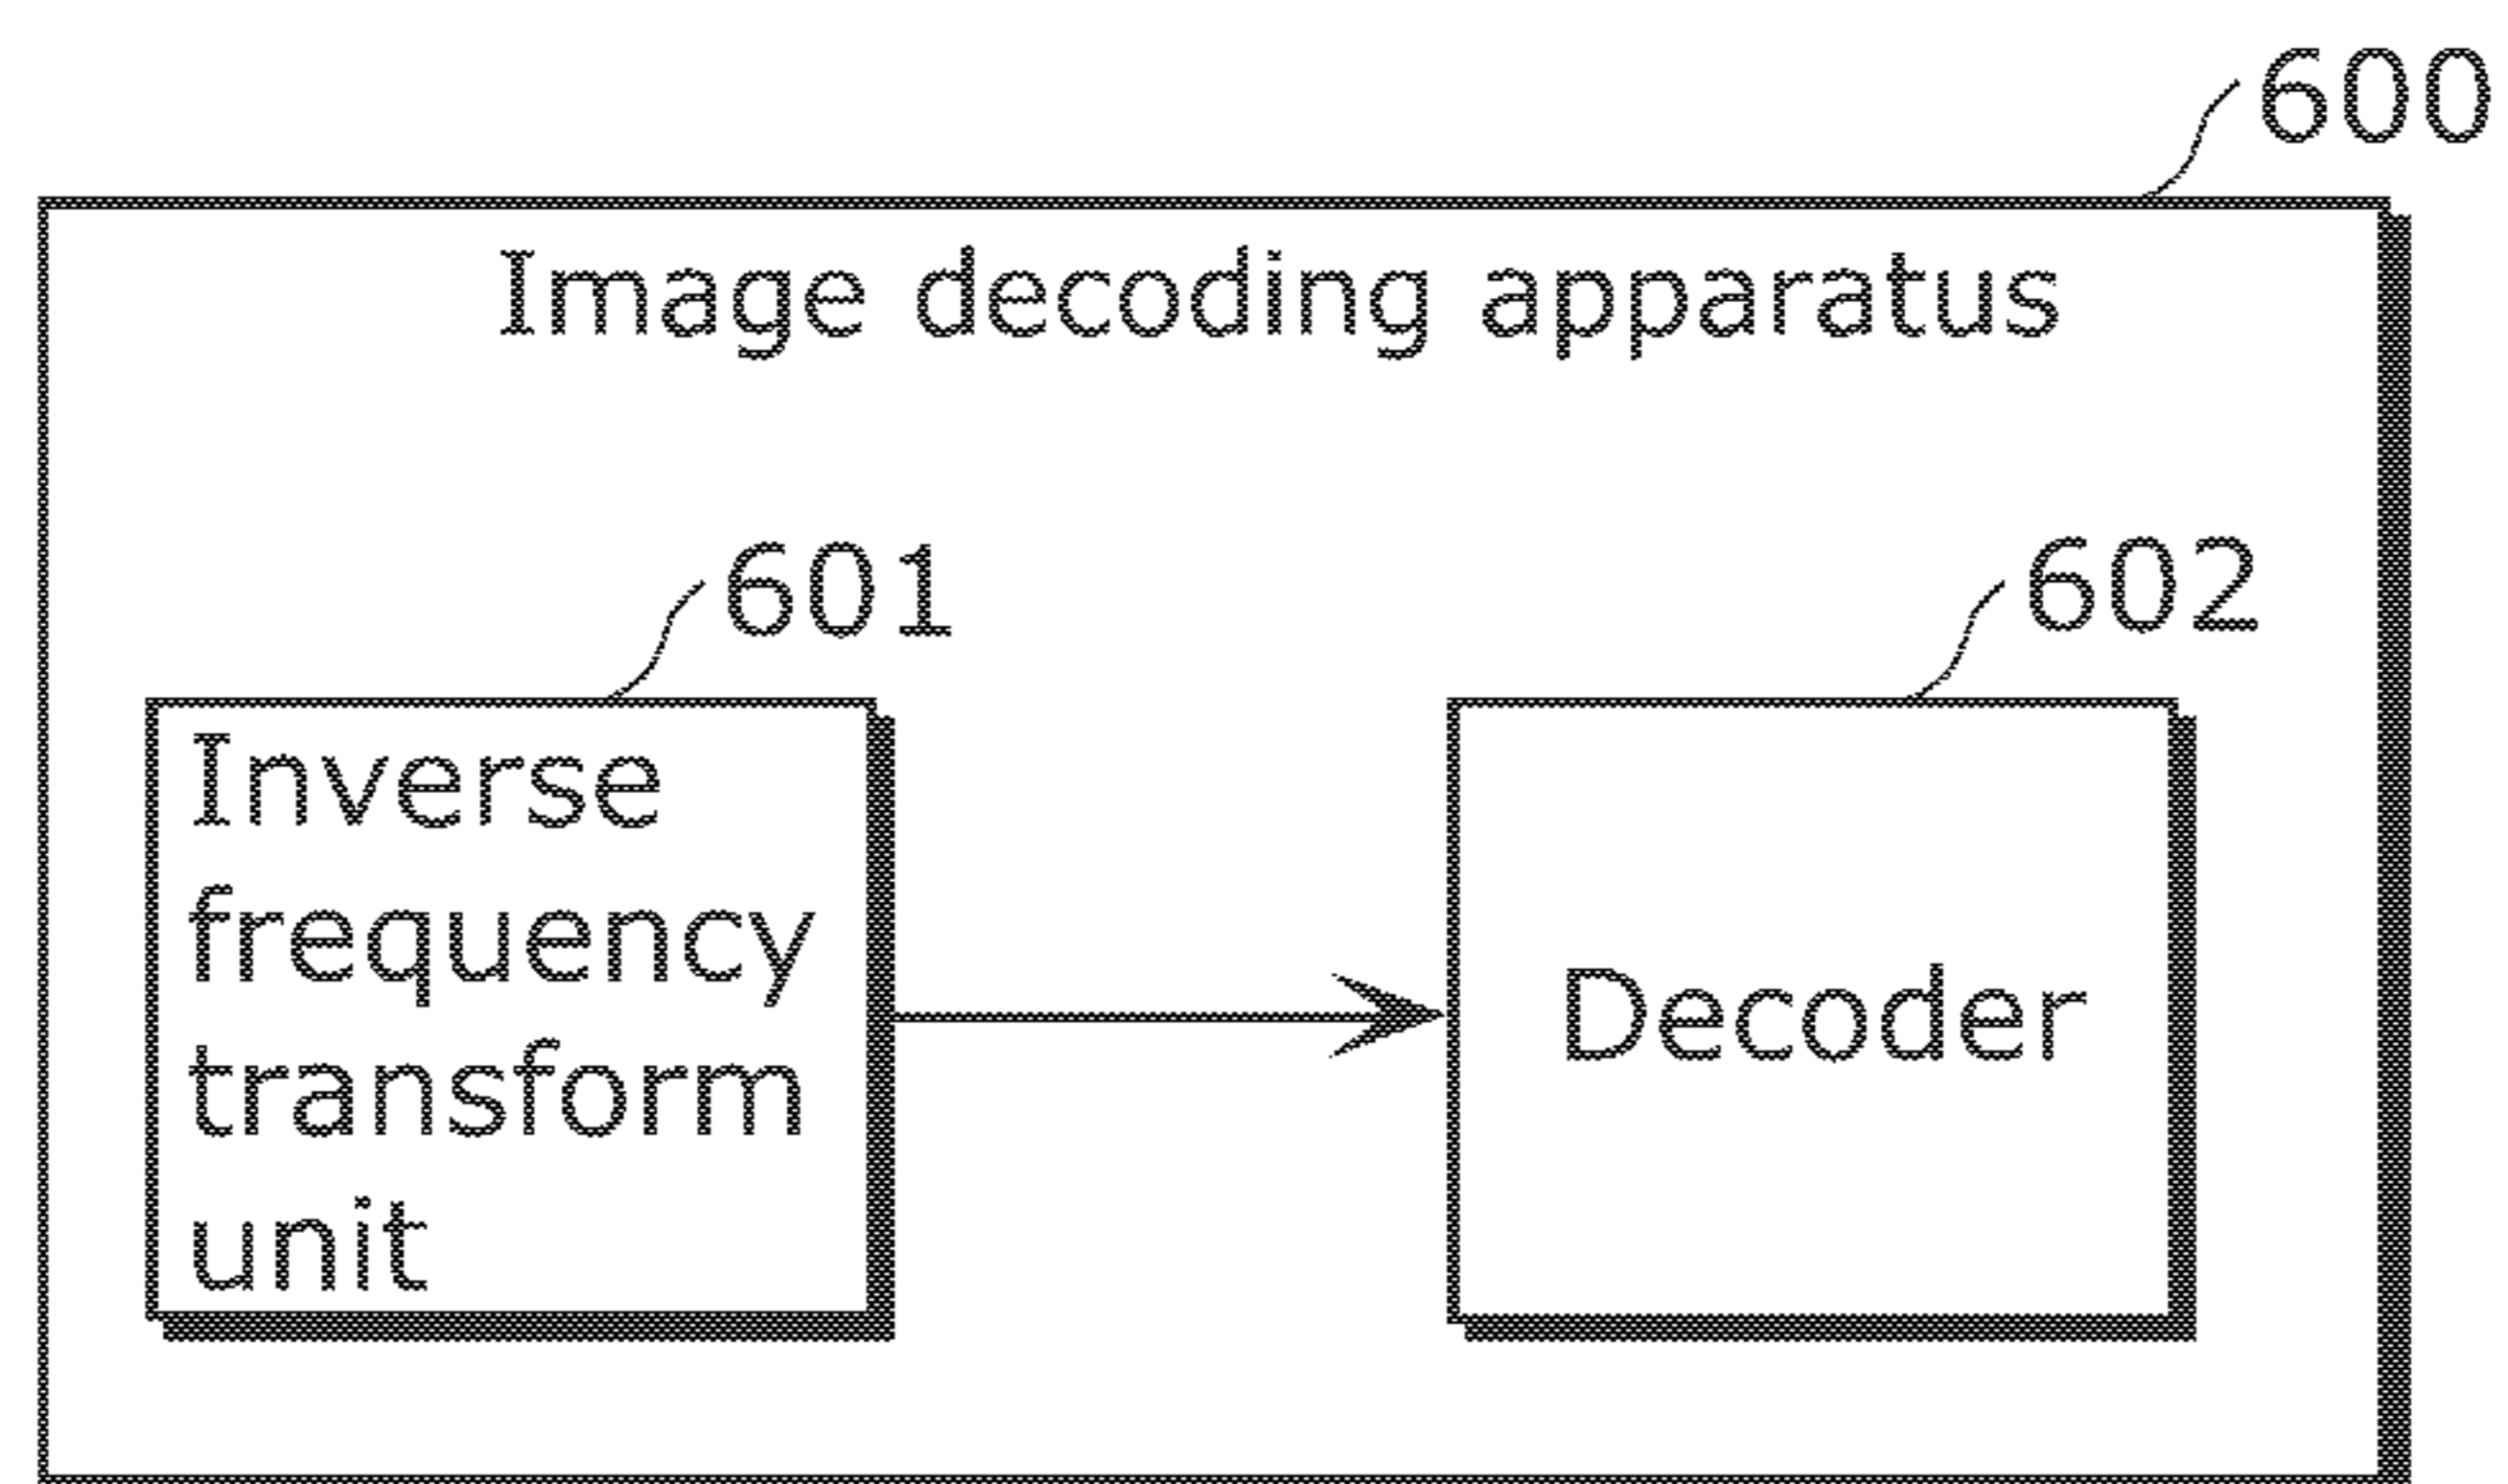 600
Image decoding apparatus
601
602
Inverse
frequency
transform
unit
Decoder